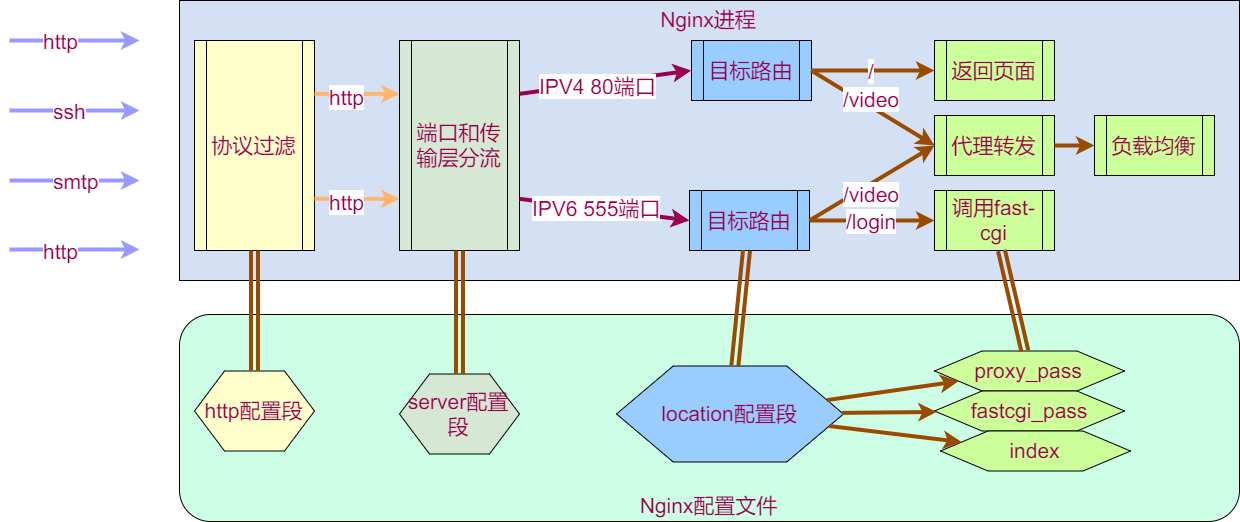 Nginx进程
http
ssh
smtp
http
协议过滤
http
http
端口和传
输层分流
IPV4 80端口
IPV6 555端口
目标路由
目标路由
/
/video
/video
/login
返回页面
代理转发
负载均衡
调用fast-
cgi
http配置段
server配置
段
location配置段
proxy_pass
fastcgi_pass
index
Nginx配置文件